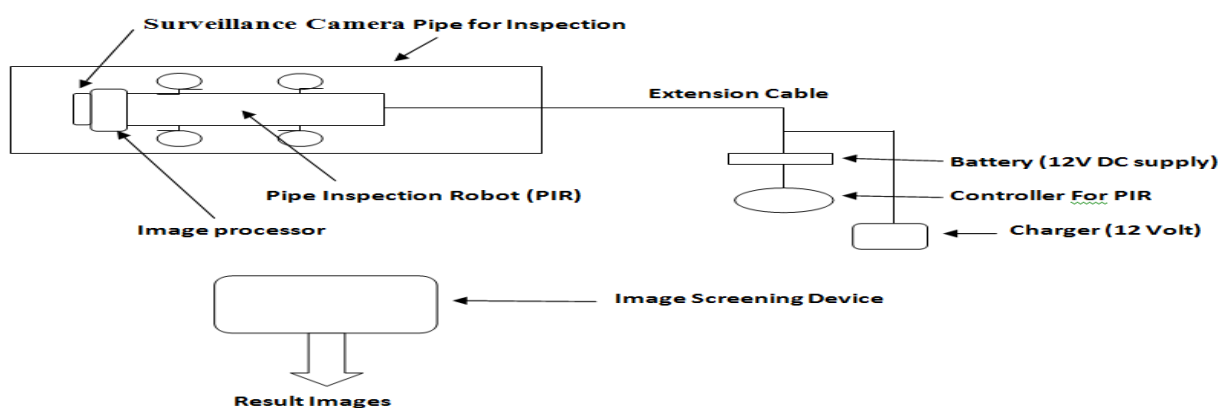 Surveillance Camera Pipe for Inspection
Extension Cable
Battery (12V DC supply)
Pipe Inspection Robot (PIR)
Controller For PIR
Image processor
Charger (12 Volt)
Image Screening Device
Result Images